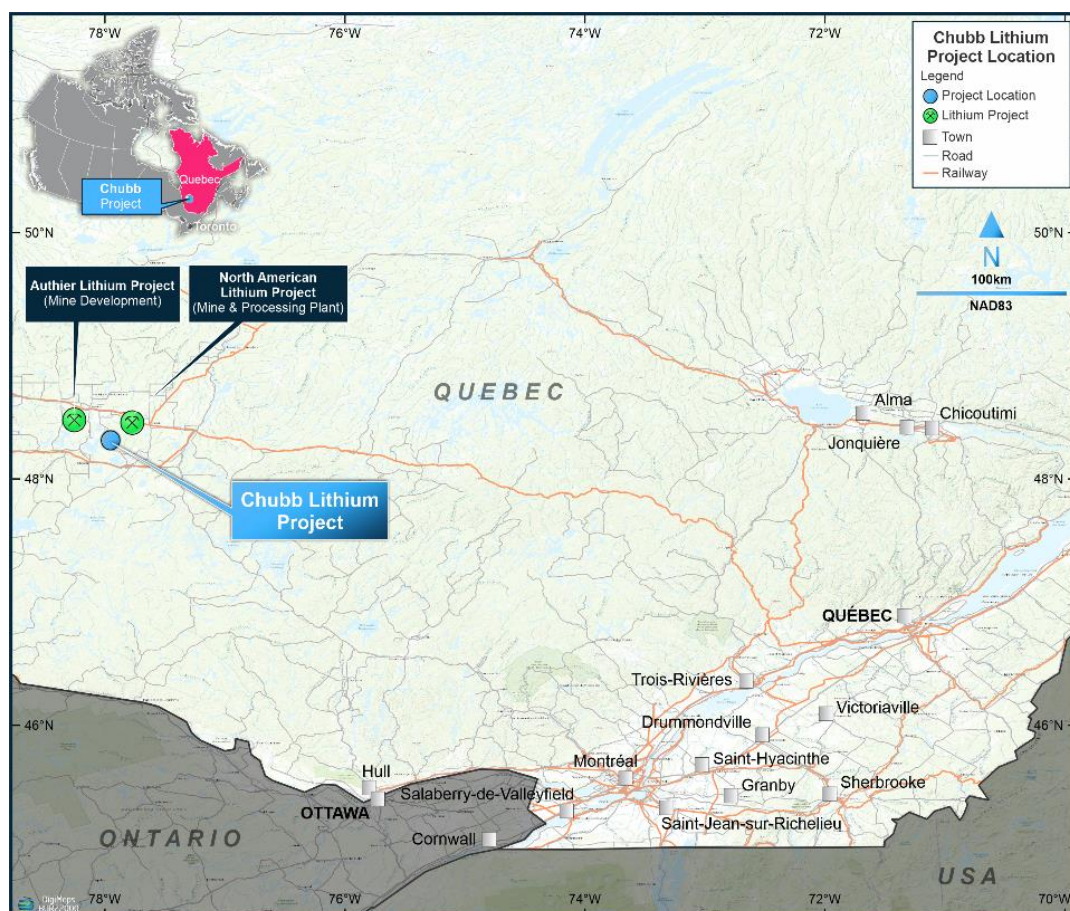 78°W
76°W
74°W
72°W
70°W
Chubb Lithium
Project Location
Legend
Project Location
Lithium Project
Town
Road
Railway
Quebec
Chubb
Project
Toronto
50°N
50°N
N
100km
NAD83
Authier Lithium Project
(Mine Development)
North American
Lithium Project
(Mine & Processing Plant)
QUEBEC
Alma
Chicoutimi
Jonquière
48°N
48°N
Chubb Lithium
Project
QUÉBEC
Trois-Rivières
Victoriaville
46°N
46°N
Drummondville
Montréal
Saint-Hyacinthe
Hull
Salaberry-de-Valleyfield
Granby
Sherbrooke
OTTAWA
Saint-Jean-sur-Richelieu
ONTARIO
Cornwall
USA
DigiMaps
78°W
76°W
74°W
72°W
70°W